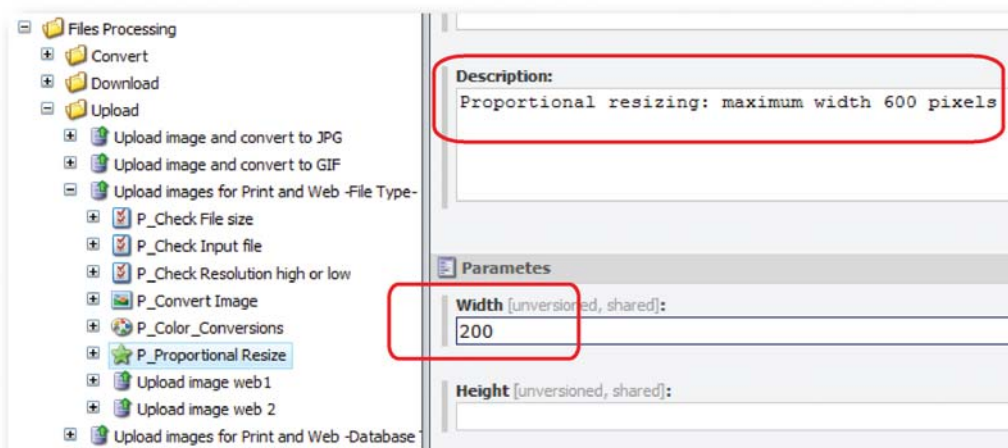 Files Processing
Convert
Download
Upload
Upload image and convert to JPG
Upload image and convert to GIF
Upload images for Print and Web -File Type-
P_Check File size
P_Check Input file
P_Check Resolution high or low
P_Convert Image
P_Color_Conversions
P_Proportional Resize
Upload image web1
Upload image web 2
Upload images for Print and Web -Database
Description:
Proportional resizing: maximum width 600 pixels
Parametes
Width [unversioned, shared]:
200
Height [unversioned, shared]: